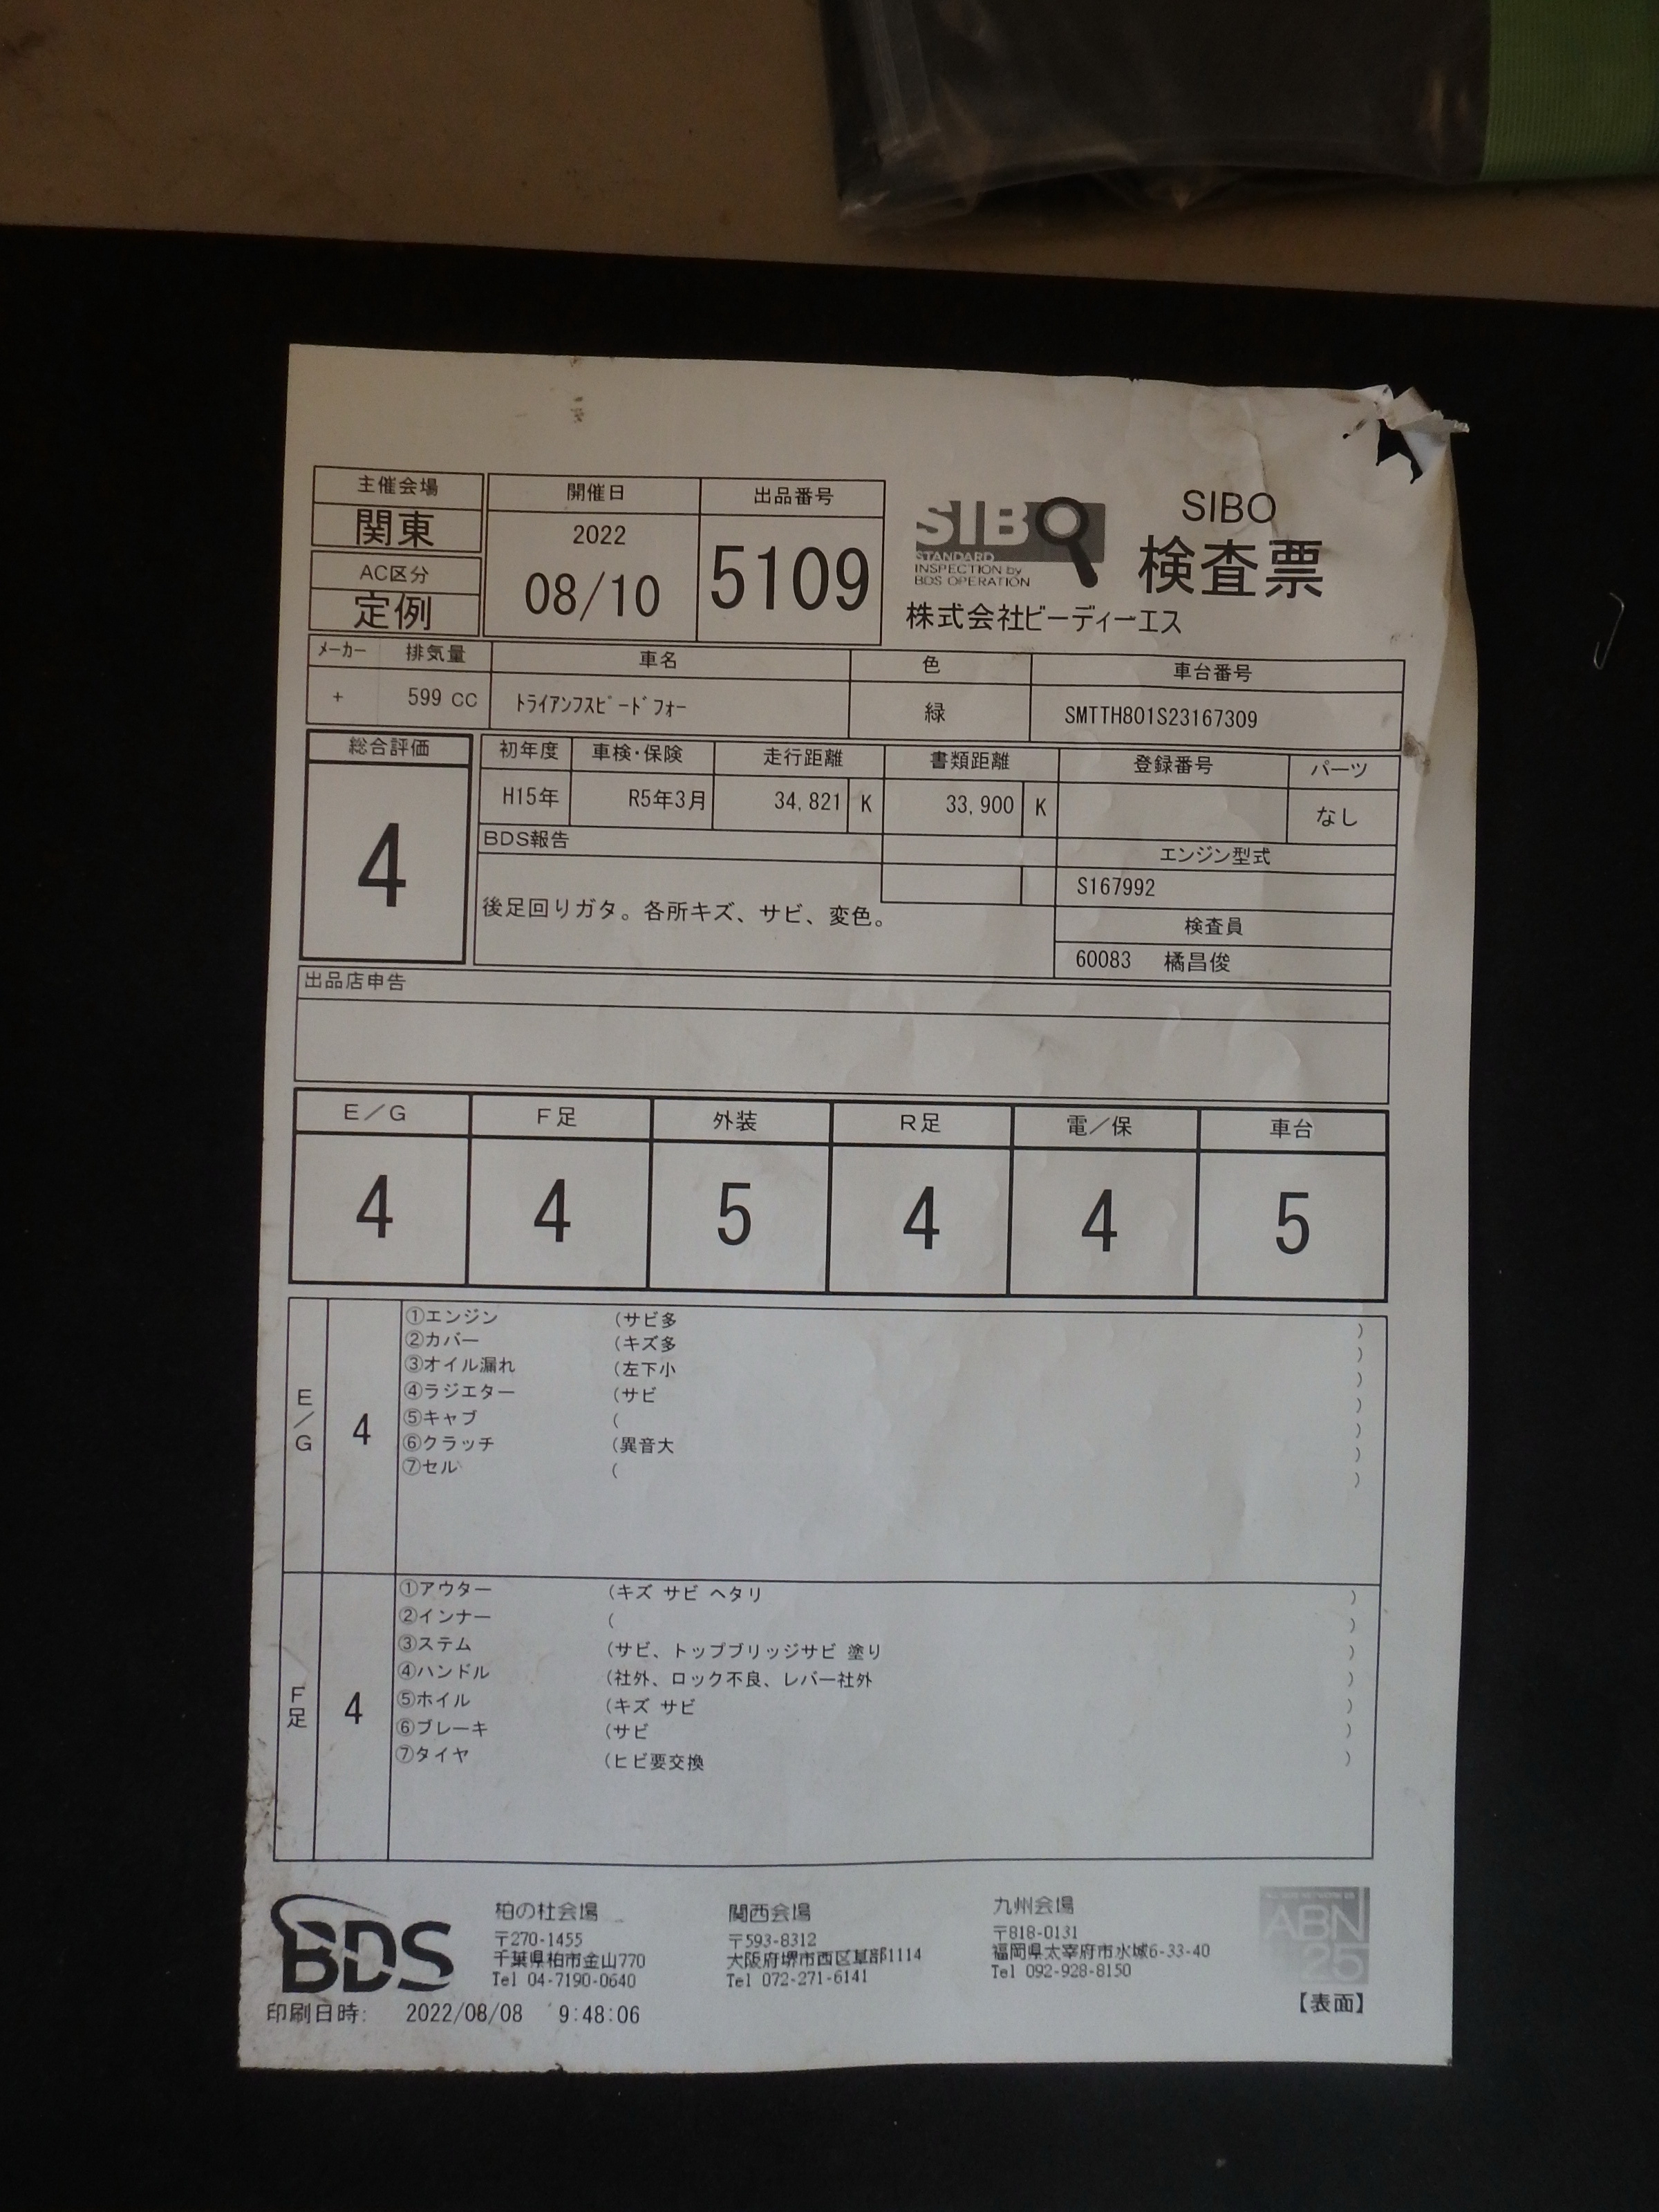 主催会場
関東
AC区分
定例
開催日
2022
08/10
出品番号
5109
SIBO
STANDARD
INSPECTION by
BDS OPERATION
SIBO
検査票
株式会社ビーディーエス
メーカー 排気量 車名 色 車台番号
+ 599 CC トライアンフスピードフォー 緑 SMTTH801S23167309
総合評価
4
初年度 車検・保険 走行距離 書類距離 登録番号 パーツ
H15年 R5年3月 34,821 K 33,900 K なし
BDS報告
後足回りガタ。各所キズ、サビ、変色。
エンジン型式
S167992
検査員
60083 橘昌俊
出品店申告
E/G F足 外装 R足 電/保 車台
4 4 5 4 4 5
E/G
4
①エンジン (サビ多 )
②カバー (キズ多 )
③オイル漏れ (左下小 )
④ラジエター (サビ )
⑤キャブ ( )
⑥クラッチ (異音大 )
⑦セル ( )
F足
4
①アウター (キズ サビ ヘタリ )
②インナー ( )
③ステム (サビ、トップブリッジサビ 塗り )
④ハンドル (社外、ロック不良、レバー社外 )
⑤ホイル (キズ サビ )
⑥ブレーキ (サビ )
⑦タイヤ (ヒビ要交換 )
BDS
柏の杜会場
〒270-1455
千葉県柏市金山770
Tel 04-7190-0640
関西会場
〒593-8312
大阪府堺市西区草部1114
Tel 072-271-6141
九州会場
〒818-0131
福岡県太宰府市水城6-33-40
Tel 092-928-8150
ABN
25
【表面】
印刷日時: 2022/08/08 9:48:06